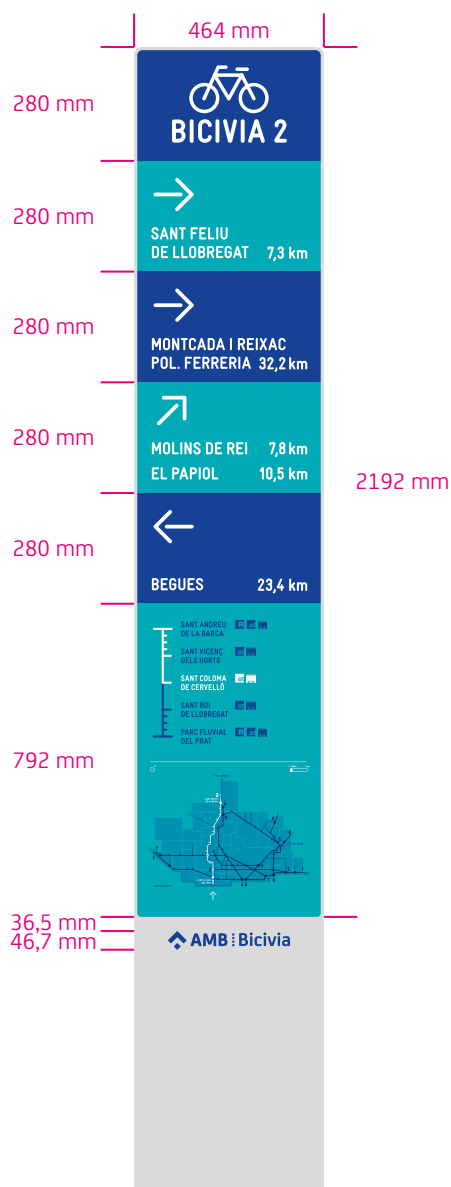 464 mm
280 mm
BICIVIA 2
280 mm
SANT FELIU
DE LLOBREGAT 7,3 km
280 mm
MONTCADA I REIXAC
POL. FERRERIA 32,2 km
280 mm
MOLINS DE REI 7,8 km
EL PAPIOL 10,5 km
2192 mm
280 mm
BEGUES 23,4 km
SANT ANDREU
DE LA BARCA
SANT VICENÇ
DELS HORTS
SANT COLOMA
DE CERVELLÓ
SANT BOI
DE LLOBREGAT
PARC FLUVIAL
DEL PRAT
792 mm
36,5 mm
46,7 mm
AMB Bicivia